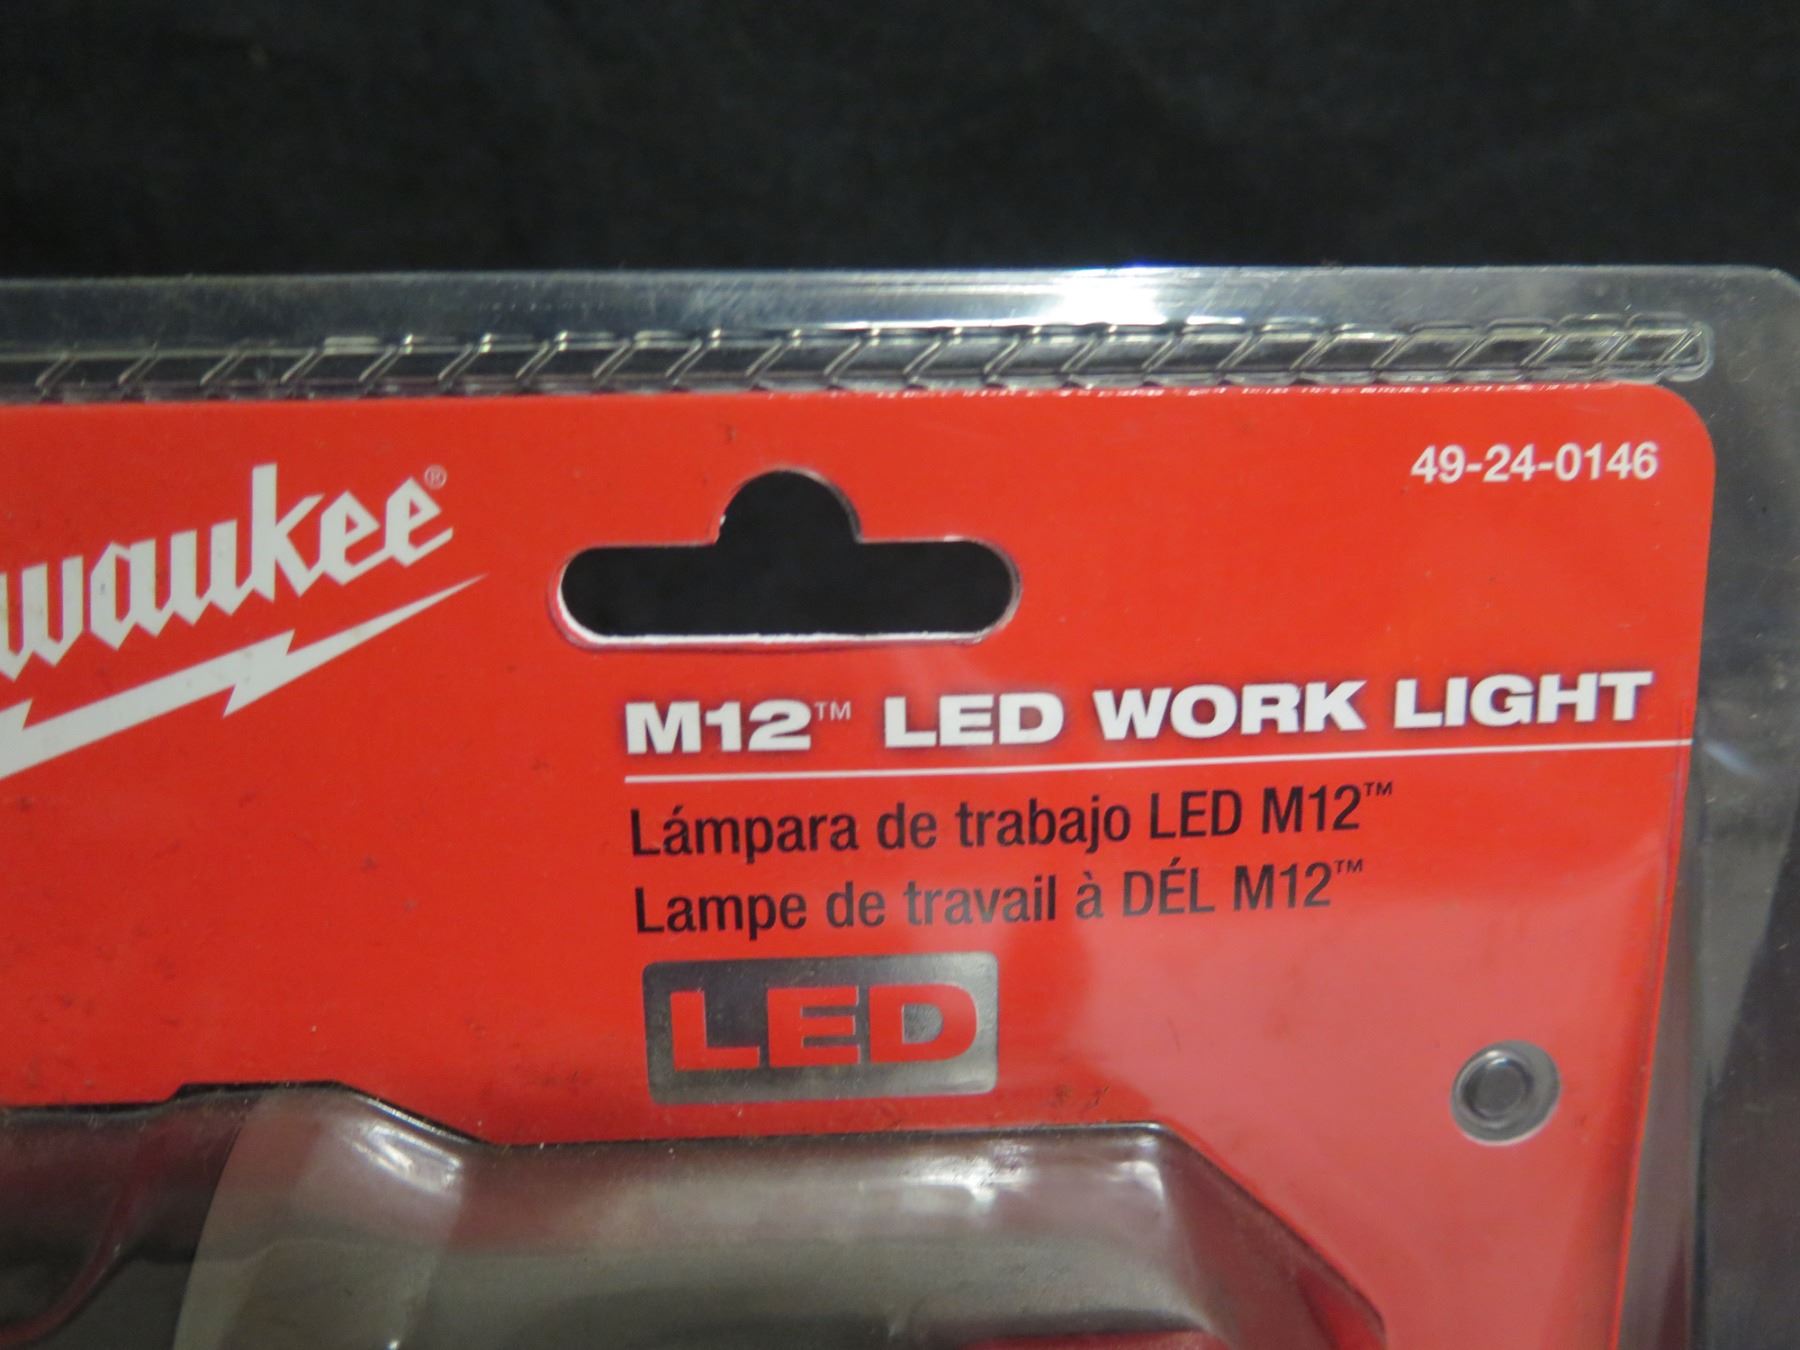 49-24-0146
waukee®
M12™ LED WORK LIGHT
Lámpara de trabajo LED M12™
Lampe de travail à DÉL M12™
LED